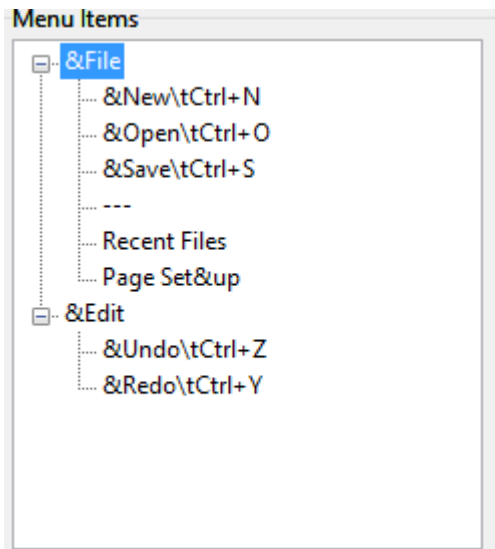 Menu Items
&File
&New\tCtrl+N
&Open\tCtrl+O
&Save\tCtrl+S
---
Recent Files
Page Set&up
&Edit
&Undo\tCtrl+Z
&Redo\tCtrl+Y